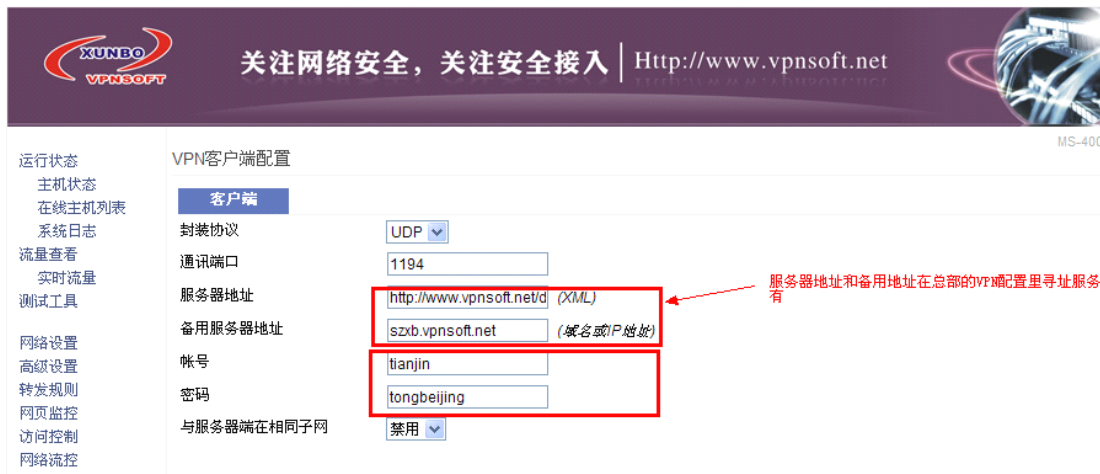 XUNBO
VPNSOFT
关注网络安全，关注安全接入 Http://www.vpnsoft.net
MS-400
运行状态
主机状态
在线主机列表
系统日志
流量查看
实时流量
测试工具
网络设置
高级设置
转发规则
网页监控
访问控制
网络流控
VPN客户端配置
客户端
封装协议 UDP
通讯端口 1194
服务器地址 http://www.vpnsoft.net/d (XML)
备用服务器地址 szxb.vpnsoft.net (域名或IP地址)
帐号 tianjin
密码 tongbeijing
与服务器端在相同子网 禁用
服务器地址和备用地址在总部的VPN配置里寻址服务
有